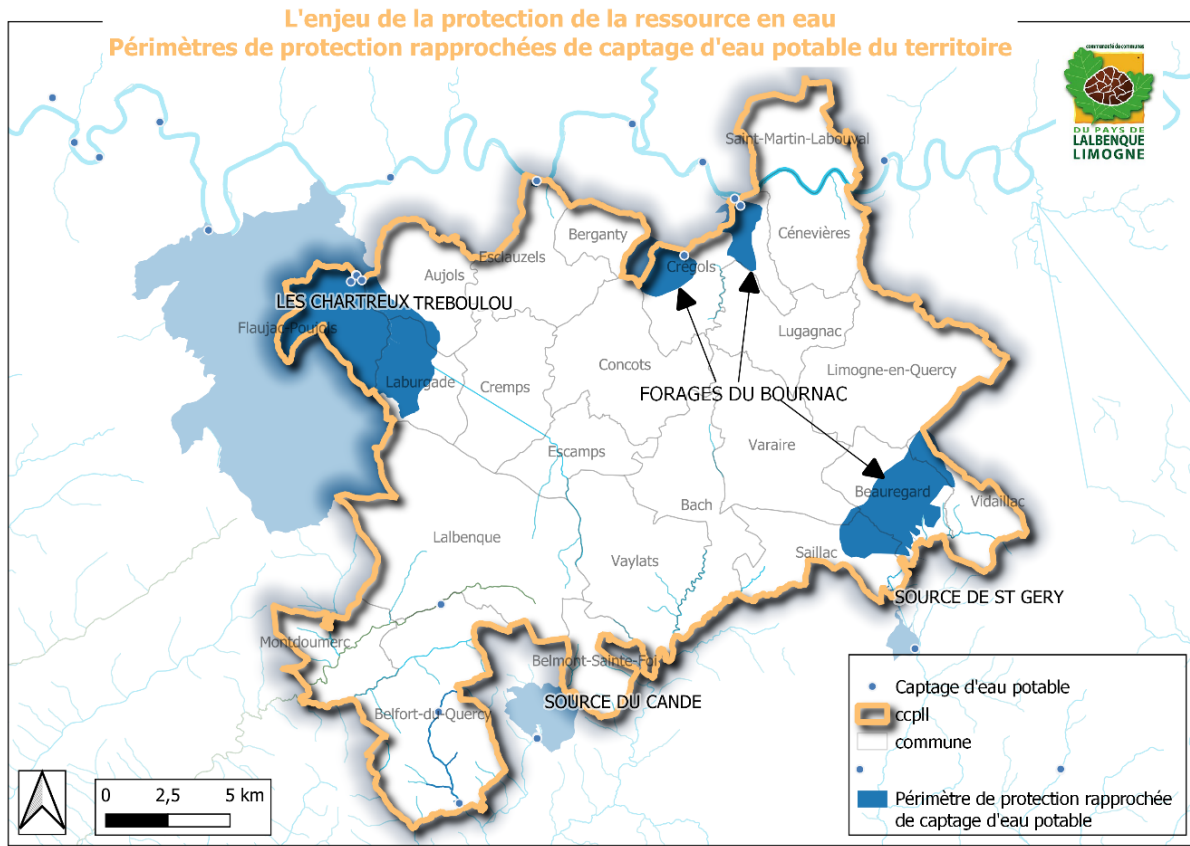 L'enjeu de la protection de la ressource en eau
Périmètres de protection rapprochées de captage d'eau potable du territoire
communauté de communes
DU PAYS DE
LALBENQUE
LIMOGNE
Saint-Martin-Labouval
Cénevières
Berganty
Esclauzels
Crégols
Aujols
LES CHARTREUX TREBOULOU
Flaujac-Poujols
Lugagnac
Concots
Limogne-en-Quercy
Laburgade
Cremps
FORAGES DU BOURNAC
Varaire
Escamps
Beauregard
Vidaillac
Bach
Lalbenque
Saillac
Vaylats
SOURCE DE ST GERY
Montdoumerc
Belmont-Sainte-Foi
SOURCE DU CANDE
Belfort-du-Quercy
Captage d'eau potable
ccpll
commune
Périmètre de protection rapprochée
de captage d'eau potable
0 2,5 5 km